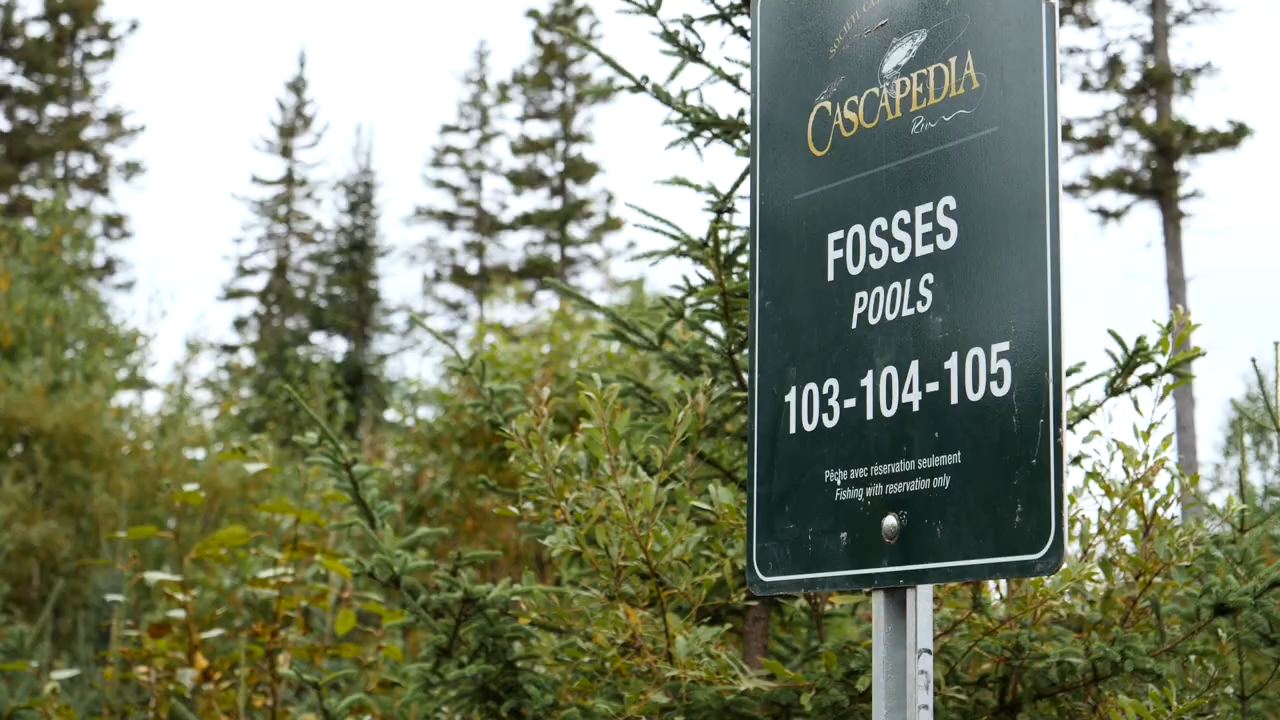 SOCIÉTÉ
CASCAPEDIA
FOSSES
POOLS
103-104-105
Pêche avec réservation seulement
Fishing with reservation only